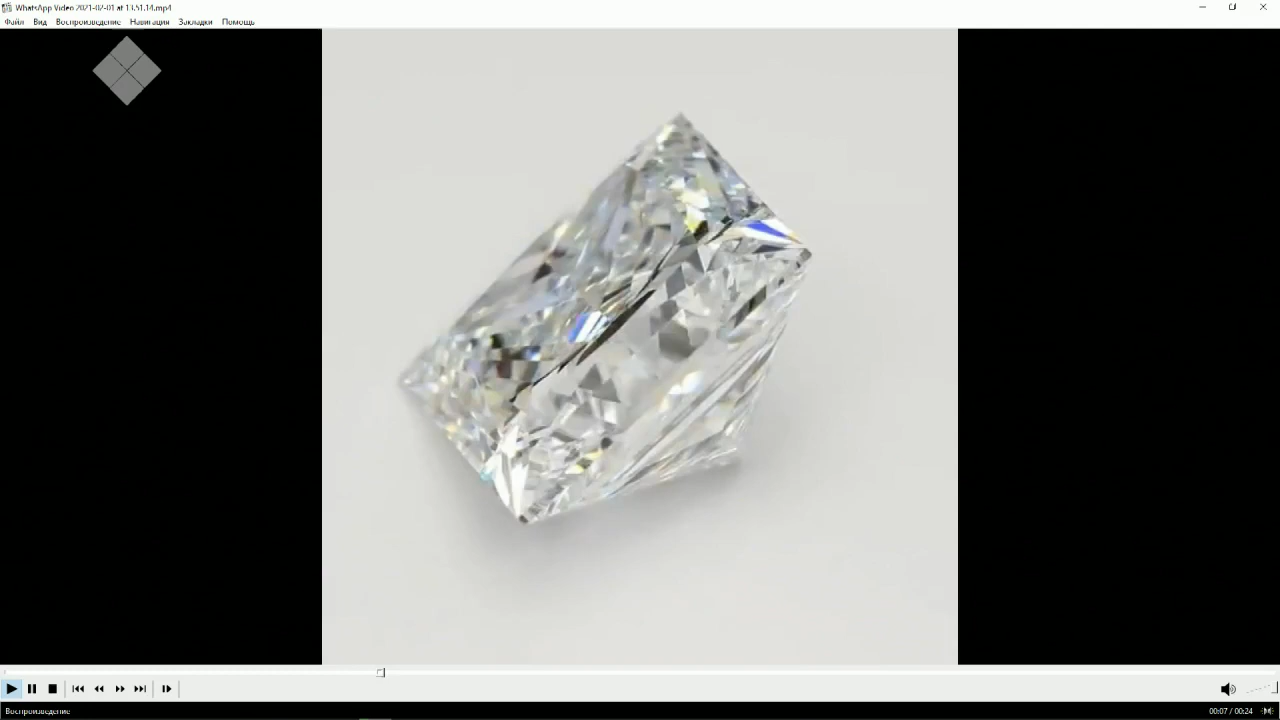 WhatsApp Video 2021-02-01 at 13.51.14.mp4
Файл Вид Воспроизведение Навигация Закладки Помощь
Воспроизведение
00:07 / 00:24